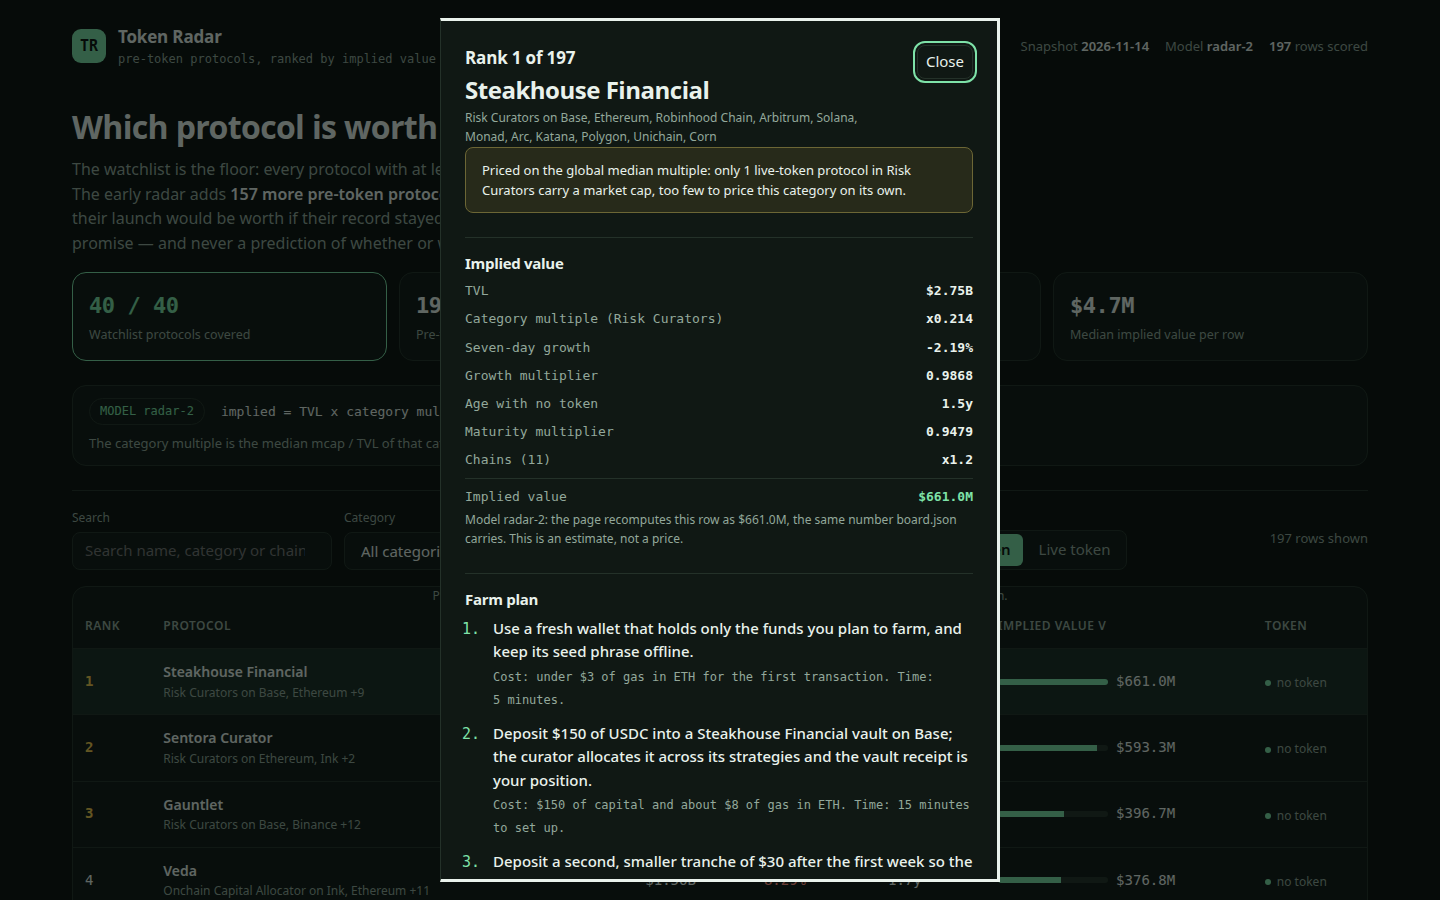 TR
Token Radar
pre-token protocols, ranked by implied value
Snapshot 2026-11-14 Model radar-2 197 rows scored
Which protocol is worth
The watchlist is the floor: every protocol with at le
The early radar adds 157 more pre-token protoc
their launch would be worth if their record stayed
promise — and never a prediction of whether or w
40 / 40
Watchlist protocols covered
19
Pre-
$4.7M
Median implied value per row
MODEL radar-2 implied = TVL x category mul
The category multiple is the median mcap / TVL of that ca
Search
Category
Search name, category or chain
All categori
n
Live token
197 rows shown
P
n.
RANK PROTOCOL IMPLIED VALUE V TOKEN
1 Steakhouse Financial $661.0M no token
Risk Curators on Base, Ethereum +9
2 Sentora Curator $593.3M no token
Risk Curators on Ethereum, Ink +2
3 Gauntlet $396.7M no token
Risk Curators on Base, Binance +12
4 Veda $376.8M no token
Onchain Capital Allocator on Ink, Ethereum +11
Rank 1 of 197
Close
Steakhouse Financial
Risk Curators on Base, Ethereum, Robinhood Chain, Arbitrum, Solana,
Monad, Arc, Katana, Polygon, Unichain, Corn
Priced on the global median multiple: only 1 live-token protocol in Risk
Curators carry a market cap, too few to price this category on its own.
Implied value
TVL $2.75B
Category multiple (Risk Curators) x0.214
Seven-day growth -2.19%
Growth multiplier 0.9868
Age with no token 1.5y
Maturity multiplier 0.9479
Chains (11) x1.2
Implied value $661.0M
Model radar-2: the page recomputes this row as $661.0M, the same number board.json
carries. This is an estimate, not a price.
Farm plan
1. Use a fresh wallet that holds only the funds you plan to farm, and
keep its seed phrase offline.
Cost: under $3 of gas in ETH for the first transaction. Time:
5 minutes.
2. Deposit $150 of USDC into a Steakhouse Financial vault on Base;
the curator allocates it across its strategies and the vault receipt is
your position.
Cost: $150 of capital and about $8 of gas in ETH. Time: 15 minutes
to set up.
3. Deposit a second, smaller tranche of $30 after the first week so the